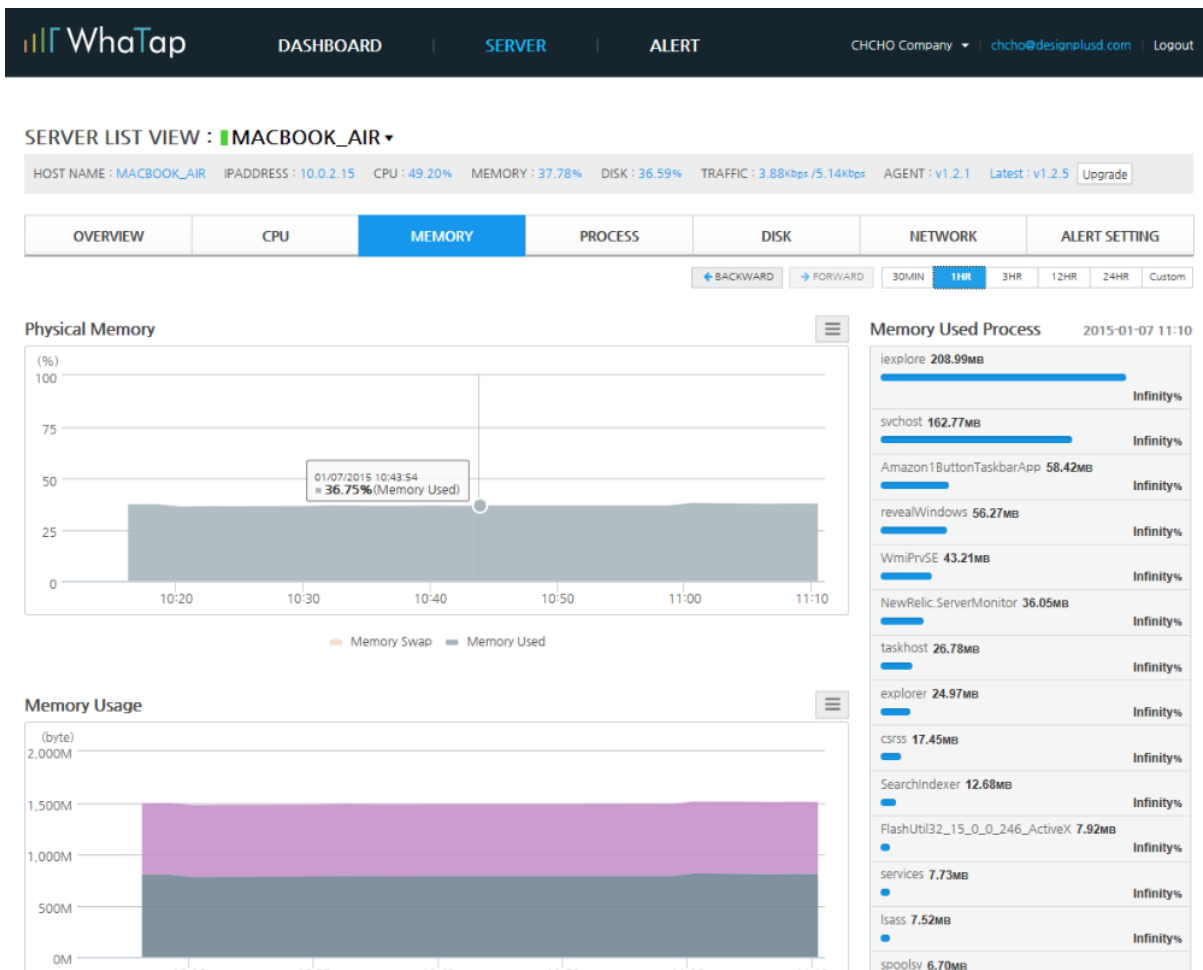 WhaTap DASHBOARD SERVER ALERT CHCHO Company chcho@designplusd.com Logout
SERVER LIST VIEW : MACBOOK_AIR
HOST NAME : MACBOOK_AIR IPADDRESS : 10.0.2.15 CPU : 49.20% MEMORY : 37.78% DISK : 36.59% TRAFFIC : 3.88Kbps /5.14Kbps AGENT : v1.2.1 Latest : v1.2.5 Upgrade
OVERVIEW CPU MEMORY PROCESS DISK NETWORK ALERT SETTING
BACKWARD FORWARD 30MIN 1HR 3HR 12HR 24HR Custom
Physical Memory
(%)
100
75
50
25
0
01/07/2015 10:43:54
36.75%(Memory Used)
10:20 10:30 10:40 10:50 11:00 11:10
Memory Swap Memory Used
Memory Usage
(byte)
2,000M
1,500M
1,000M
500M
0M
Memory Used Process 2015-01-07 11:10
iexplore 208.99MB
Infinity%
svchost 162.77MB
Infinity%
Amazon1ButtonTaskbarApp 58.42MB
Infinity%
revealWindows 56.27MB
Infinity%
WmiPrvSE 43.21MB
Infinity%
NewRelic.ServerMonitor 36.05MB
Infinity%
taskhost 26.78MB
Infinity%
explorer 24.97MB
Infinity%
csrss 17.45MB
Infinity%
SearchIndexer 12.68MB
Infinity%
FlashUtil32_15_0_0_246_ActiveX 7.92MB
Infinity%
services 7.73MB
Infinity%
lsass 7.52MB
Infinity%
spoolsv 6.70MB